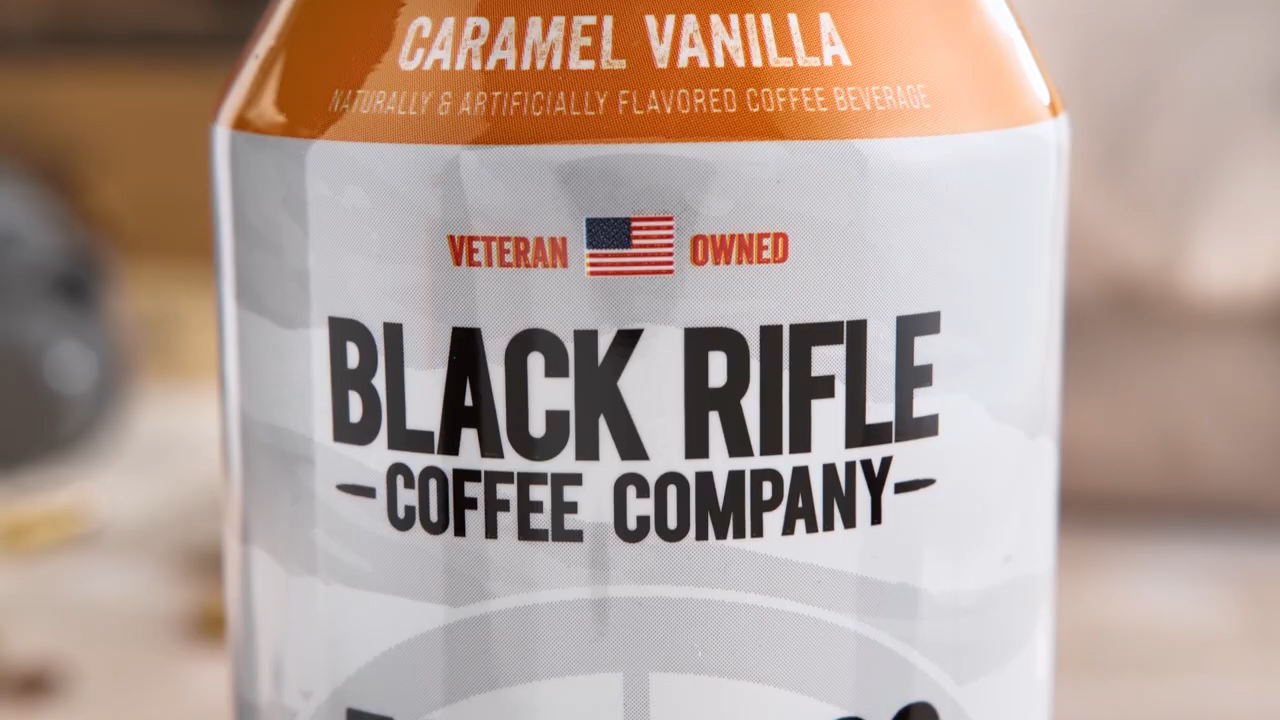 CARAMEL VANILLA
NATURALLY & ARTIFICIALLY FLAVORED COFFEE BEVERAGE
VETERAN OWNED
BLACK RIFLE
COFFEE COMPANY